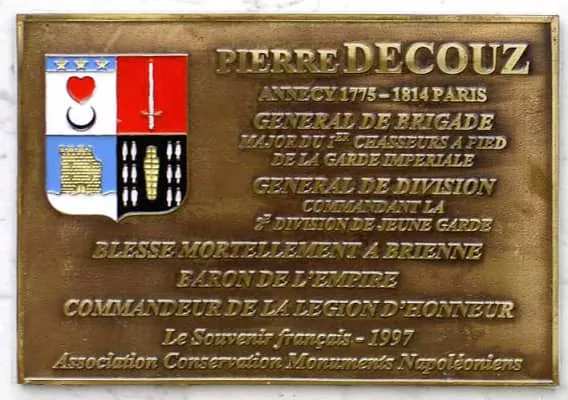 PIERRE DECOUZ
ANNECY 1775 - 1814 PARIS
GENERAL DE BRIGADE
MAJOR DU 1ER CHASSEURS A PIED
DE LA GARDE IMPERIALE
GENERAL DE DIVISION
COMMANDANT LA
2E DIVISION DE JEUNE GARDE
BLESSE MORTELLEMENT A BRIENNE
BARON DE L'EMPIRE
COMMANDEUR DE LA LEGION D'HONNEUR
Le Souvenir français - 1997
Association Conservation Monuments Napoléoniens